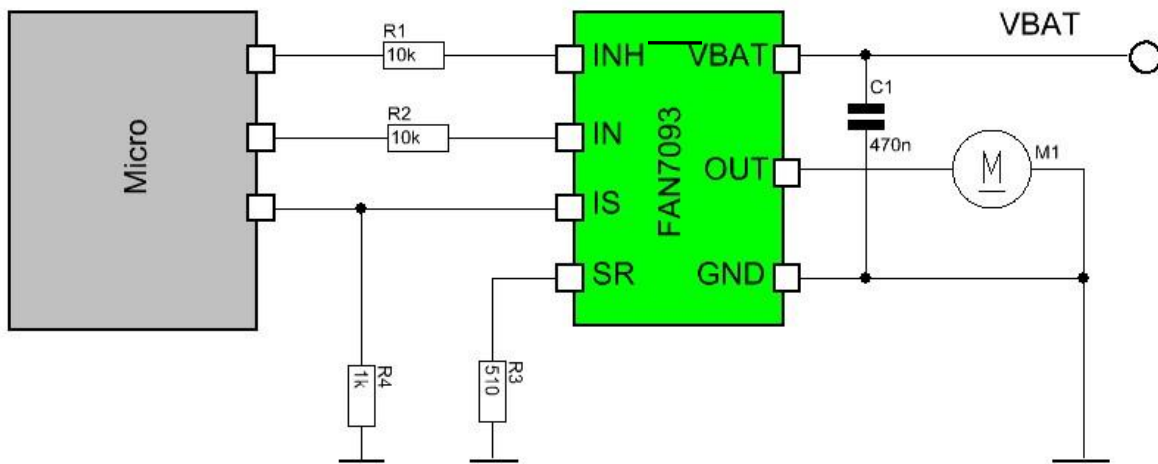 VBAT
R1
10k
INH
VBAT
C1
470n
R2
10k
IN
Micro
FAN7093
OUT
M
M1
IS
SR
GND
R4
1k
R3
510